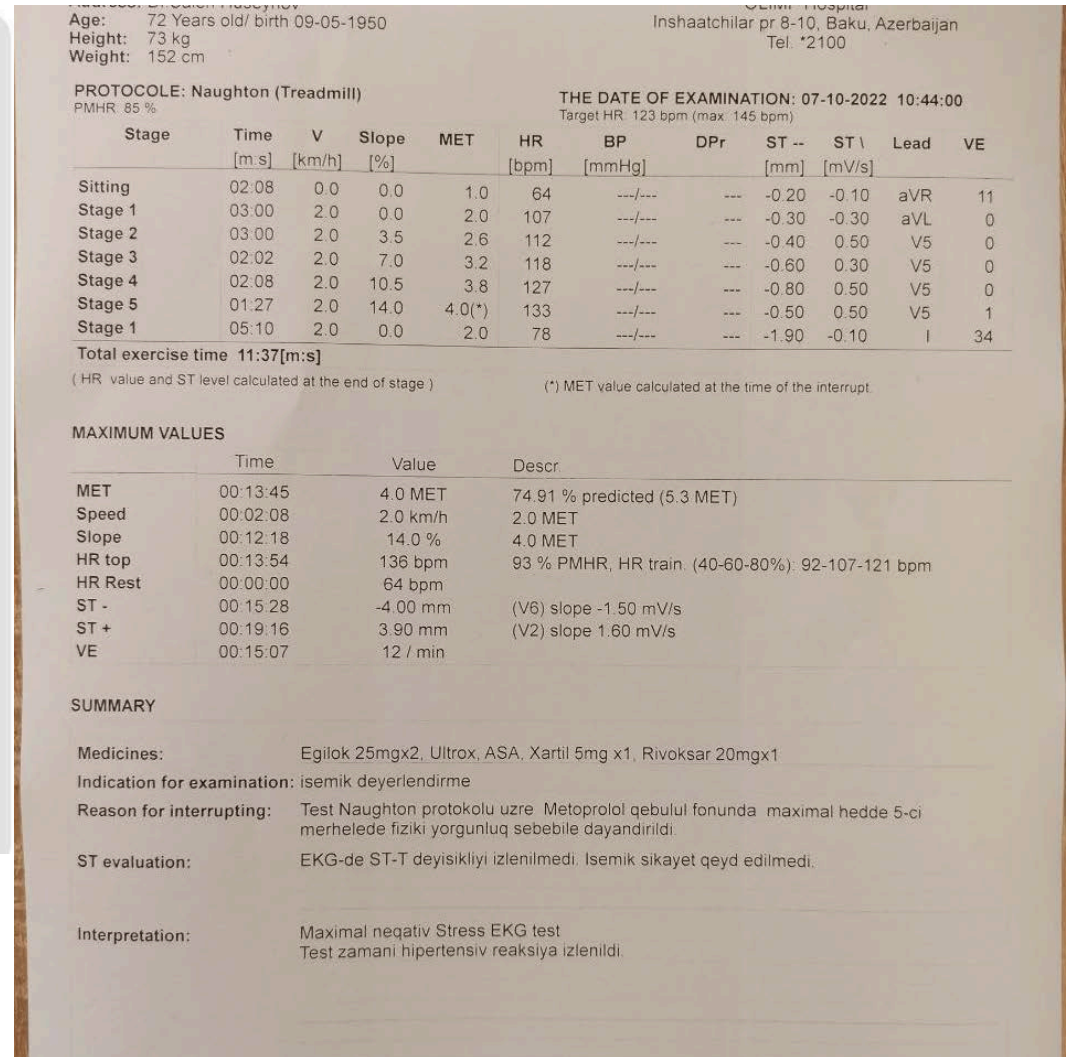 Age: 72 Years old/ birth 09-05-1950
Height: 73 kg
Weight: 152 cm
Hospital
Inshaatchilar pr 8-10, Baku, Azerbaijan
Tel. *2100
PROTOCOLE: Naughton (Treadmill)
PMHR 85 %
THE DATE OF EXAMINATION: 07-10-2022 10:44:00
Target HR: 123 bpm (max. 145 bpm)
Stage Time V Slope MET HR BP DPr ST -- ST \ Lead VE
[m:s] [km/h] [%] [bpm] [mmHg] [mm] [mV/s]
Sitting 02:08 0.0 0.0 1.0 64 ---/--- --- -0.20 -0.10 aVR 11
Stage 1 03:00 2.0 0.0 2.0 107 ---/--- --- -0.30 -0.30 aVL 0
Stage 2 03:00 2.0 3.5 2.6 112 ---/--- --- -0.40 0.50 V5 0
Stage 3 02:02 2.0 7.0 3.2 118 ---/--- --- -0.60 0.30 V5 0
Stage 4 02:08 2.0 10.5 3.8 127 ---/--- --- -0.80 0.50 V5 0
Stage 5 01:27 2.0 14.0 4.0(*) 133 ---/--- --- -0.50 0.50 V5 1
Stage 1 05:10 2.0 0.0 2.0 78 ---/--- --- -1.90 -0.10 I 34
Total exercise time 11:37[m:s]
( HR value and ST level calculated at the end of stage )
(*) MET value calculated at the time of the interrupt.
MAXIMUM VALUES
Time Value Descr.
MET 00:13:45 4.0 MET 74.91 % predicted (5.3 MET)
Speed 00:02:08 2.0 km/h 2.0 MET
Slope 00:12:18 14.0 % 4.0 MET
HR top 00:13:54 136 bpm 93 % PMHR, HR train. (40-60-80%): 92-107-121 bpm
HR Rest 00:00:00 64 bpm
ST - 00:15:28 -4.00 mm (V6) slope -1.50 mV/s
ST + 00:19:16 3.90 mm (V2) slope 1.60 mV/s
VE 00:15:07 12 / min
SUMMARY
Medicines: Egilok 25mgx2, Ultrox, ASA, Xartil 5mg x1, Rivoksar 20mgx1
Indication for examination: isemik deyerlendirme
Reason for interrupting: Test Naughton protokolu uzre Metoprolol qebulul fonunda maximal hedde 5-ci
merhelede fiziki yorgunluq sebebile dayandirildi.
ST evaluation: EKG-de ST-T deyisikliyi izlenilmedi. Isemik sikayet qeyd edilmedi.
Interpretation: Maximal neqativ Stress EKG test
Test zamani hipertensiv reaksiya izlenildi.